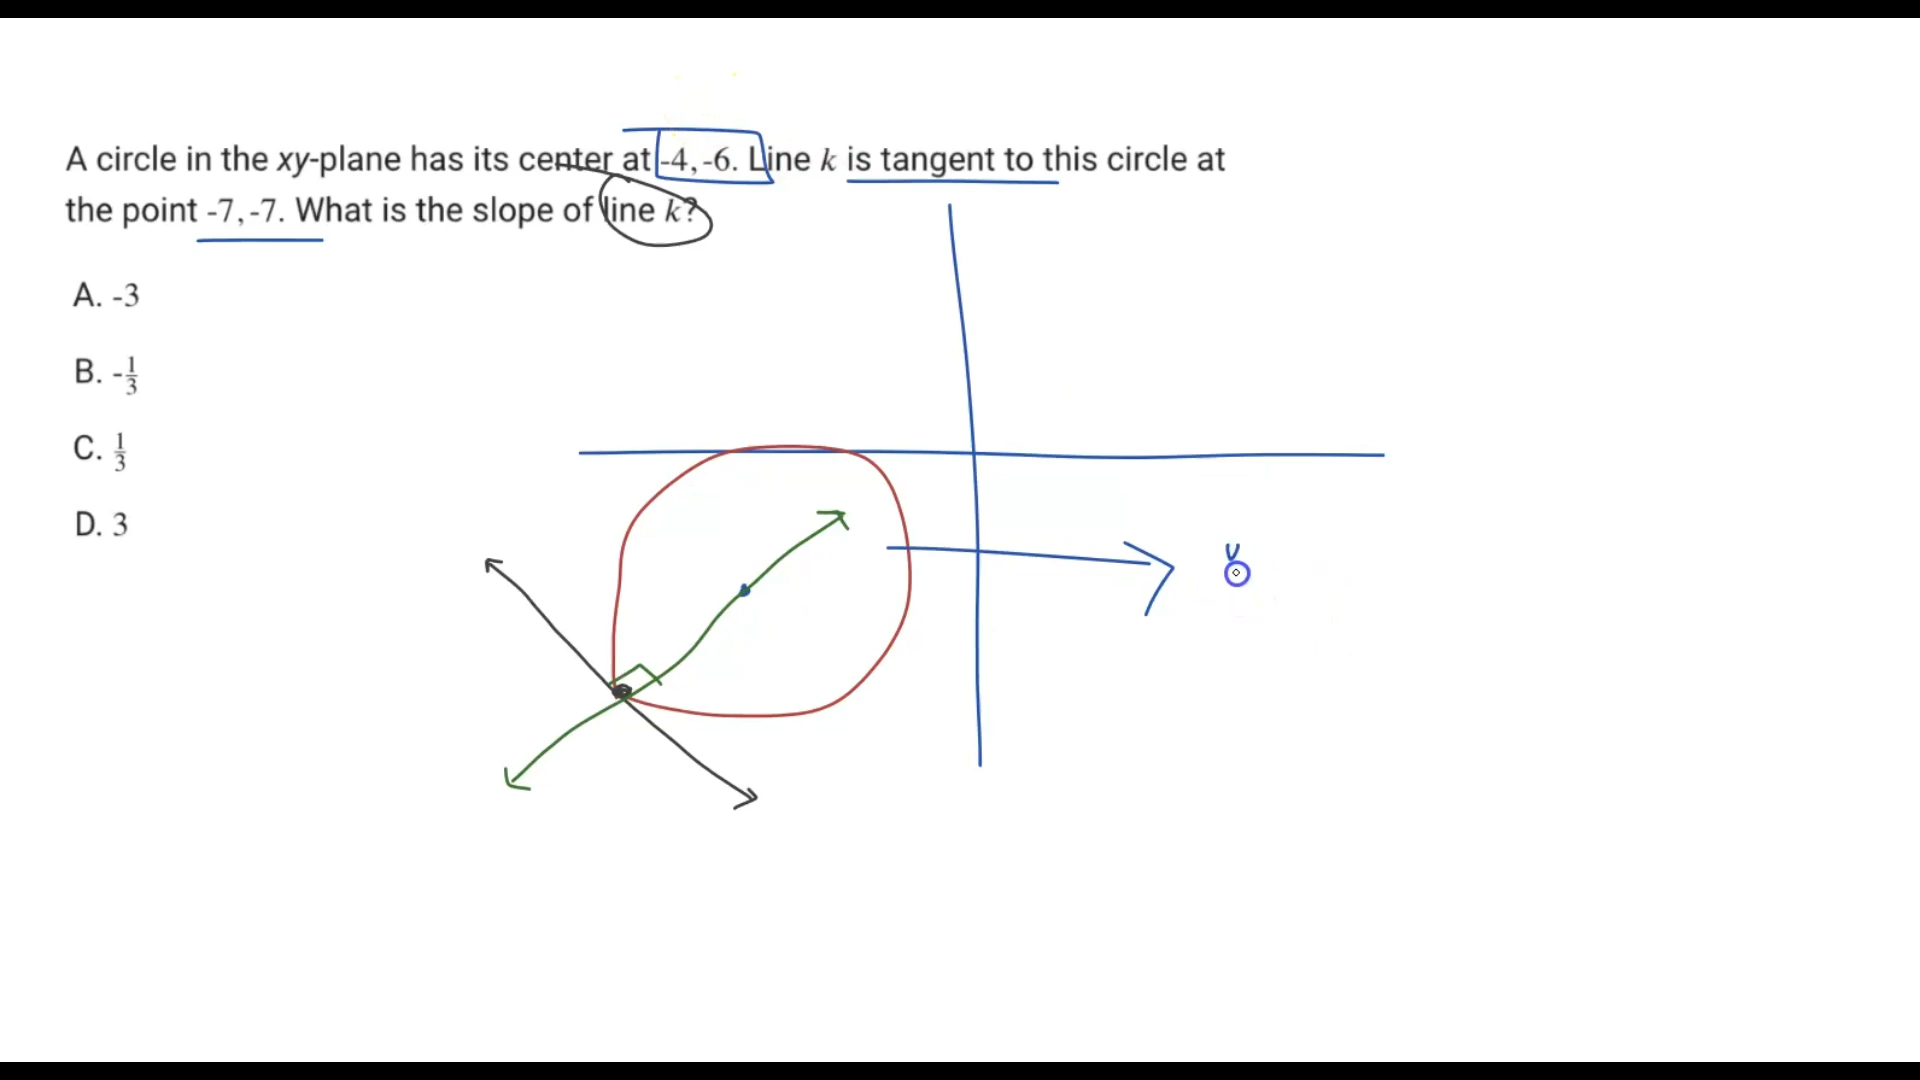 A circle in the xy-plane has its center at -4, -6. Line k is tangent to this circle at
the point -7, -7. What is the slope of line k?
A. -3
B. -1/3
C. 1/3
D. 3